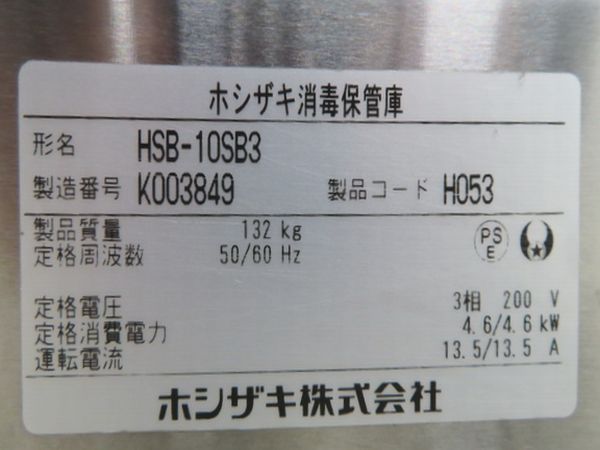 ホシザキ消毒保管庫
形名 HSB-10SB3
製造番号 K003849 製品コード H053
製品質量 132 kg
定格周波数 50/60 Hz
PS
E
定格電圧 3相 200 V
定格消費電力 4.6/4.6 kW
運転電流 13.5/13.5 A
ホシザキ株式会社